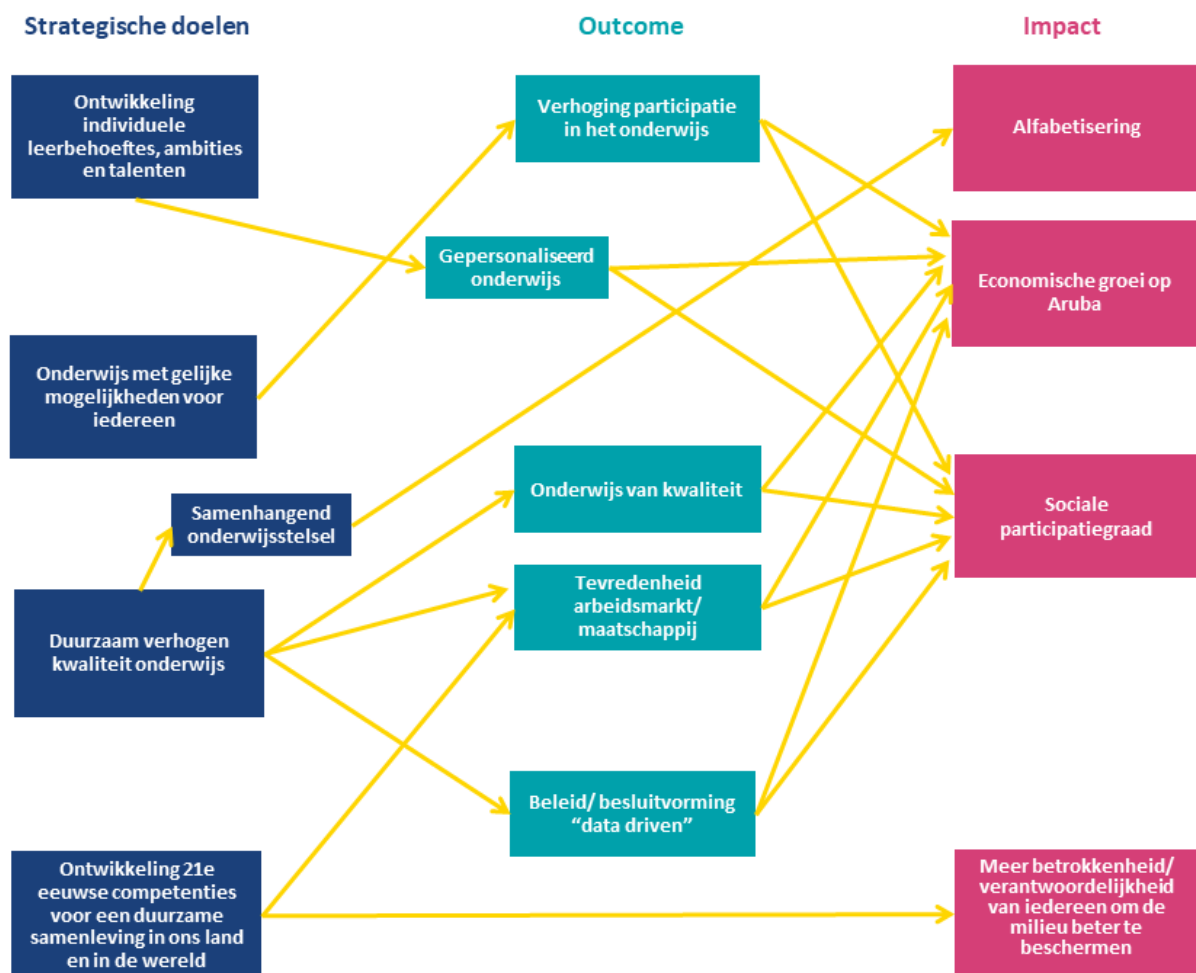 Strategische doelen
Outcome
Impact
Ontwikkeling
individuele
leerbehoeftes, ambities
en talenten
Verhoging participatie
in het onderwijs
Alfabetisering
Gepersonaliseerd
onderwijs
Economische groei op
Aruba
Onderwijs met gelijke
mogelijkheden voor
iedereen
Onderwijs van kwaliteit
Samenhangend
onderwijsstelsel
Sociale
participatiegraad
Tevredenheid
arbeidsmarkt/
maatschappij
Duurzaam verhogen
kwaliteit onderwijs
Beleid/ besluitvorming
“data driven”
Ontwikkeling 21e
eeuwse competenties
voor een duurzame
samenleving in ons land
en in de wereld
Meer betrokkenheid/
verantwoordelijkheid
van iedereen om de
milieu beter te
beschermen